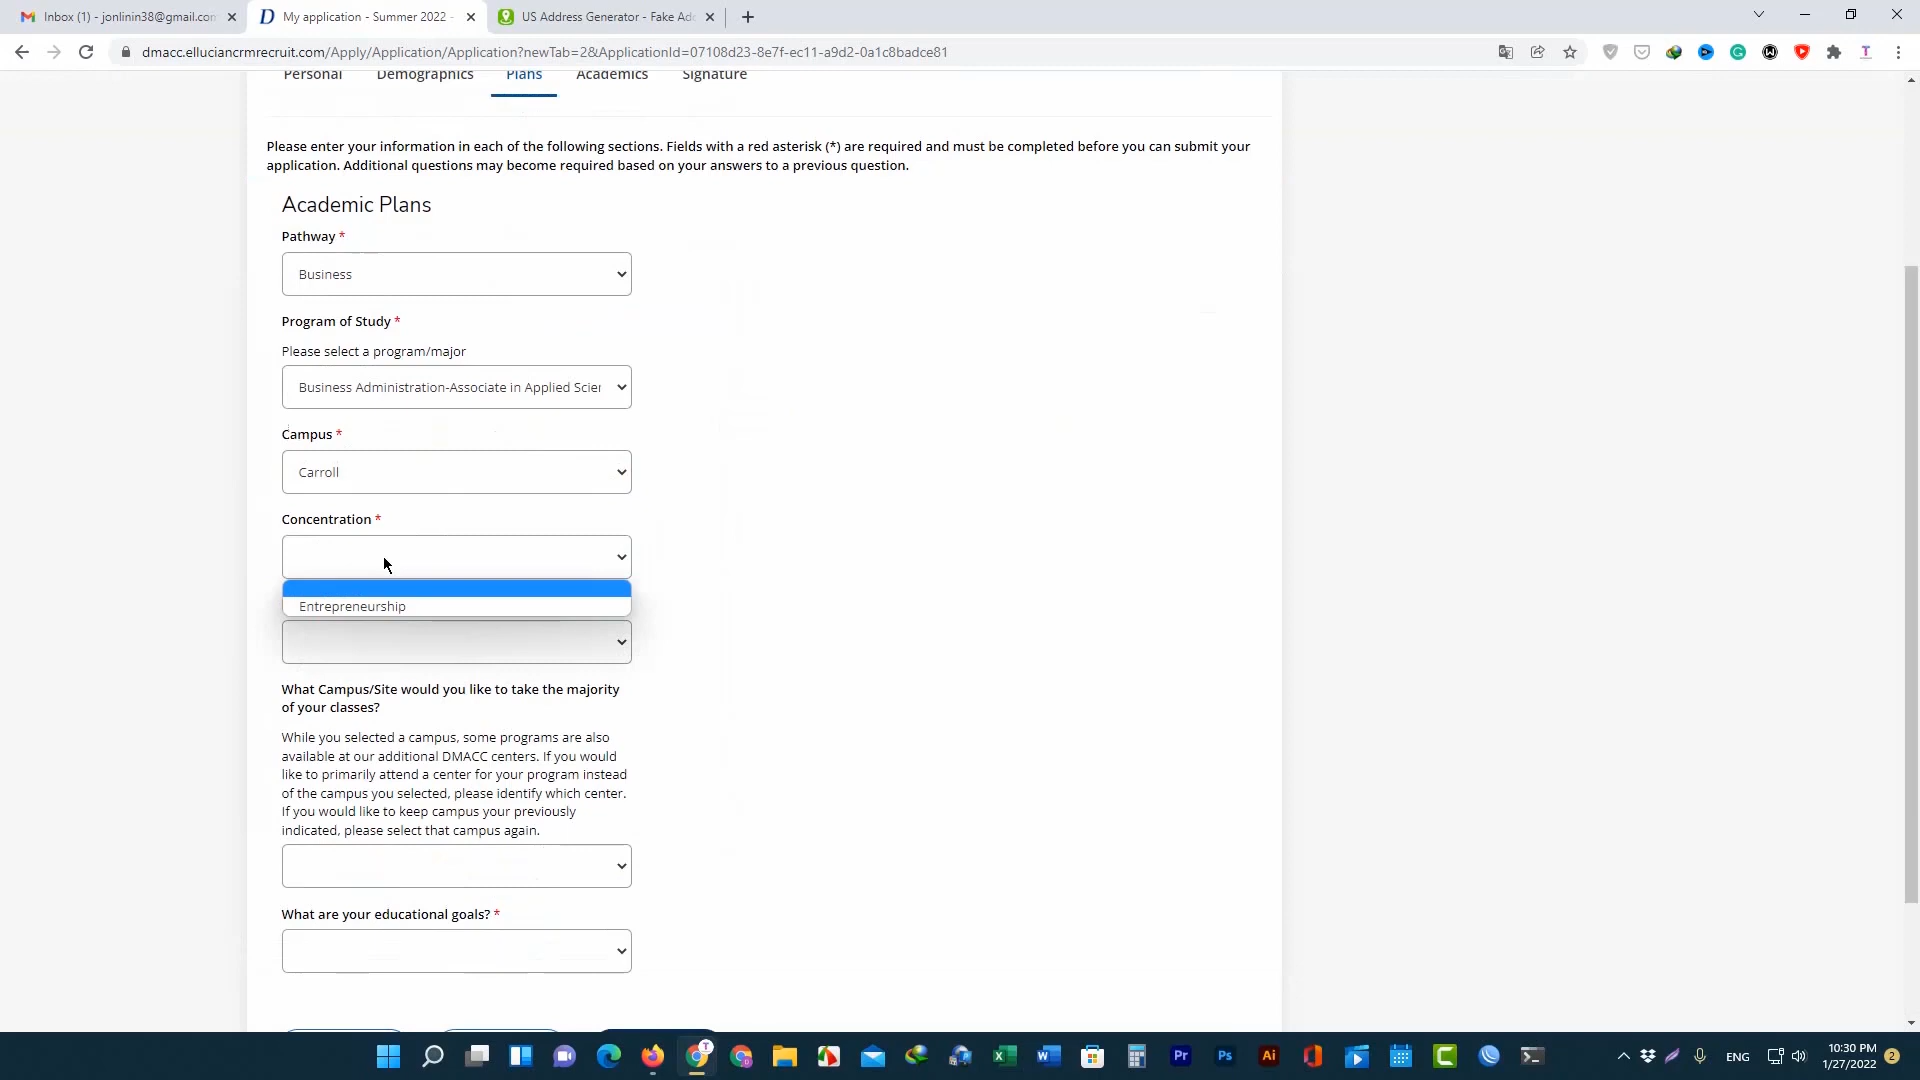 Inbox (1) - jonlinin38@gmail.com
My application - Summer 2022 -
US Address Generator - Fake Add
dmacc.elluciancrmrecruit.com/Apply/Application/Application?newTab=2&ApplicationId=07108d23-8e7f-ec11-a9d2-0a1c8badce81
Personal Demographics Plans Academics Signature
Please enter your information in each of the following sections. Fields with a red asterisk (*) are required and must be completed before you can submit your
application. Additional questions may become required based on your answers to a previous question.
Academic Plans
Pathway *
Business
Program of Study *
Please select a program/major
Business Administration-Associate in Applied Scier
Campus *
Carroll
Concentration *
Entrepreneurship
What Campus/Site would you like to take the majority
of your classes?
While you selected a campus, some programs are also
available at our additional DMACC centers. If you would
like to primarily attend a center for your program instead
of the campus you selected, please identify which center.
If you would like to keep campus your previously
indicated, please select that campus again.
What are your educational goals? *
ENG
10:30 PM
1/27/2022
2